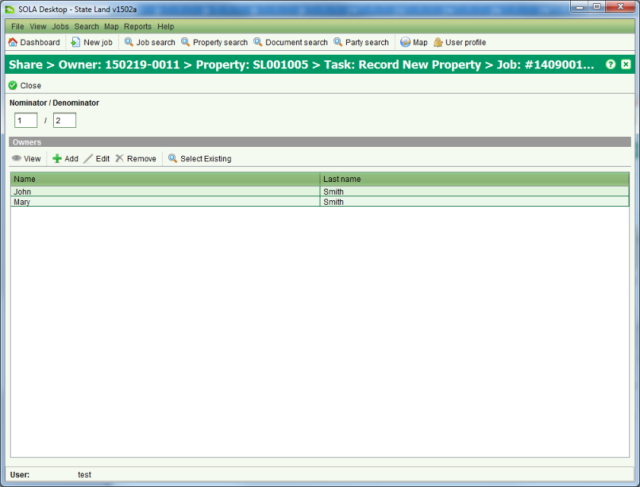 SOLA Desktop - State Land v1502a
File View Jobs Search Map Reports Help
Dashboard New job Job search Property search Document search Party search Map User profile
Share > Owner: 150219-0011 > Property: SL001005 > Task: Record New Property > Job: #1409001...
Close
Nominator / Denominator
1 / 2
Owners
View Add Edit Remove Select Existing
Name Last name
John Smith
Mary Smith
User: test